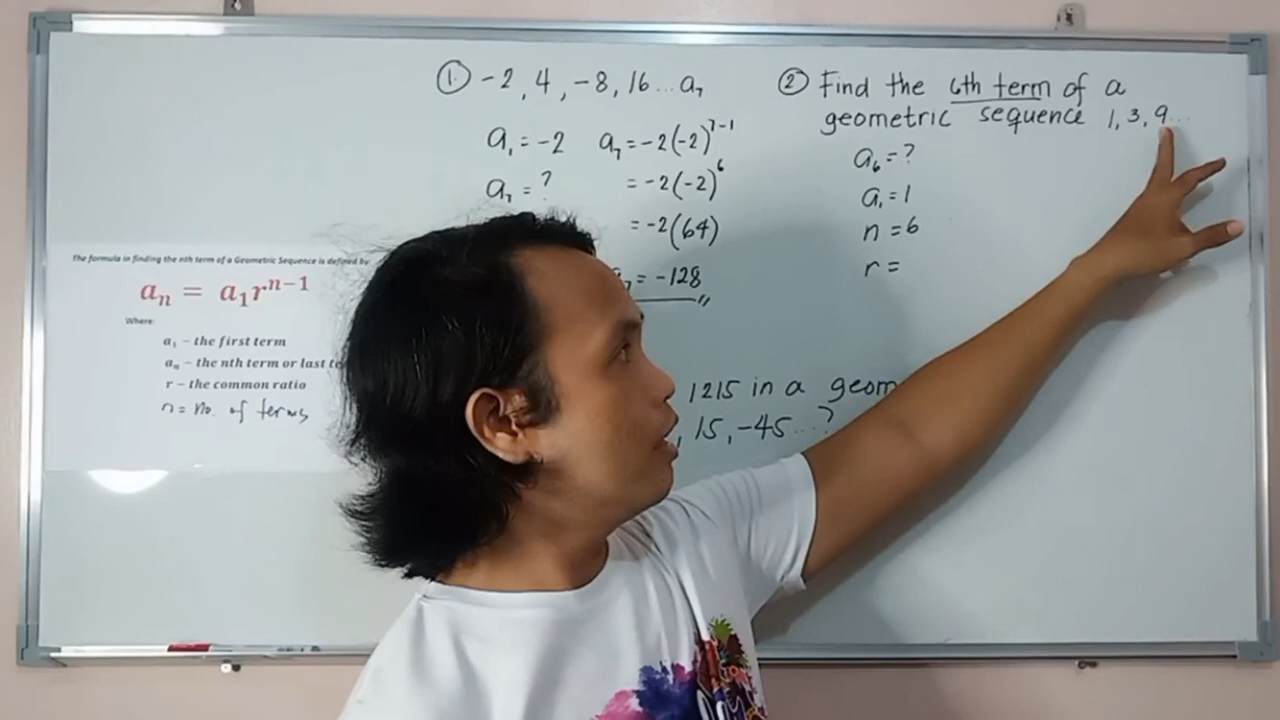 ① -2, 4, -8, 16... a₇
a₁ = -2
a₇ = ?
a₇ = -2(-2)⁷⁻¹
= -2(-2)⁶
= -2(64)
= -128
② Find the 6th term of a
geometric sequence 1, 3, 9...
a₆ = ?
a₁ = 1
n = 6
r =
The formula in finding the nth term of a Geometric Sequence is defined by
aₙ = a₁rⁿ⁻¹
Where:
a₁ – the first term
aₙ – the nth term or last
r – the common ratio
n = no. of terms
1215 in a
, 15, -45...?